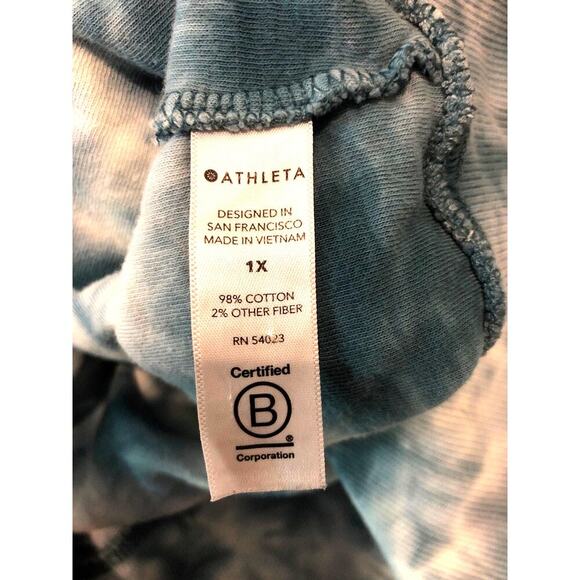 ATHLETA
DESIGNED IN
SAN FRANCISCO
MADE IN VIETNAM
1X
98% COTTON
2% OTHER FIBER
RN 54023
Certified
B
®
Corporation